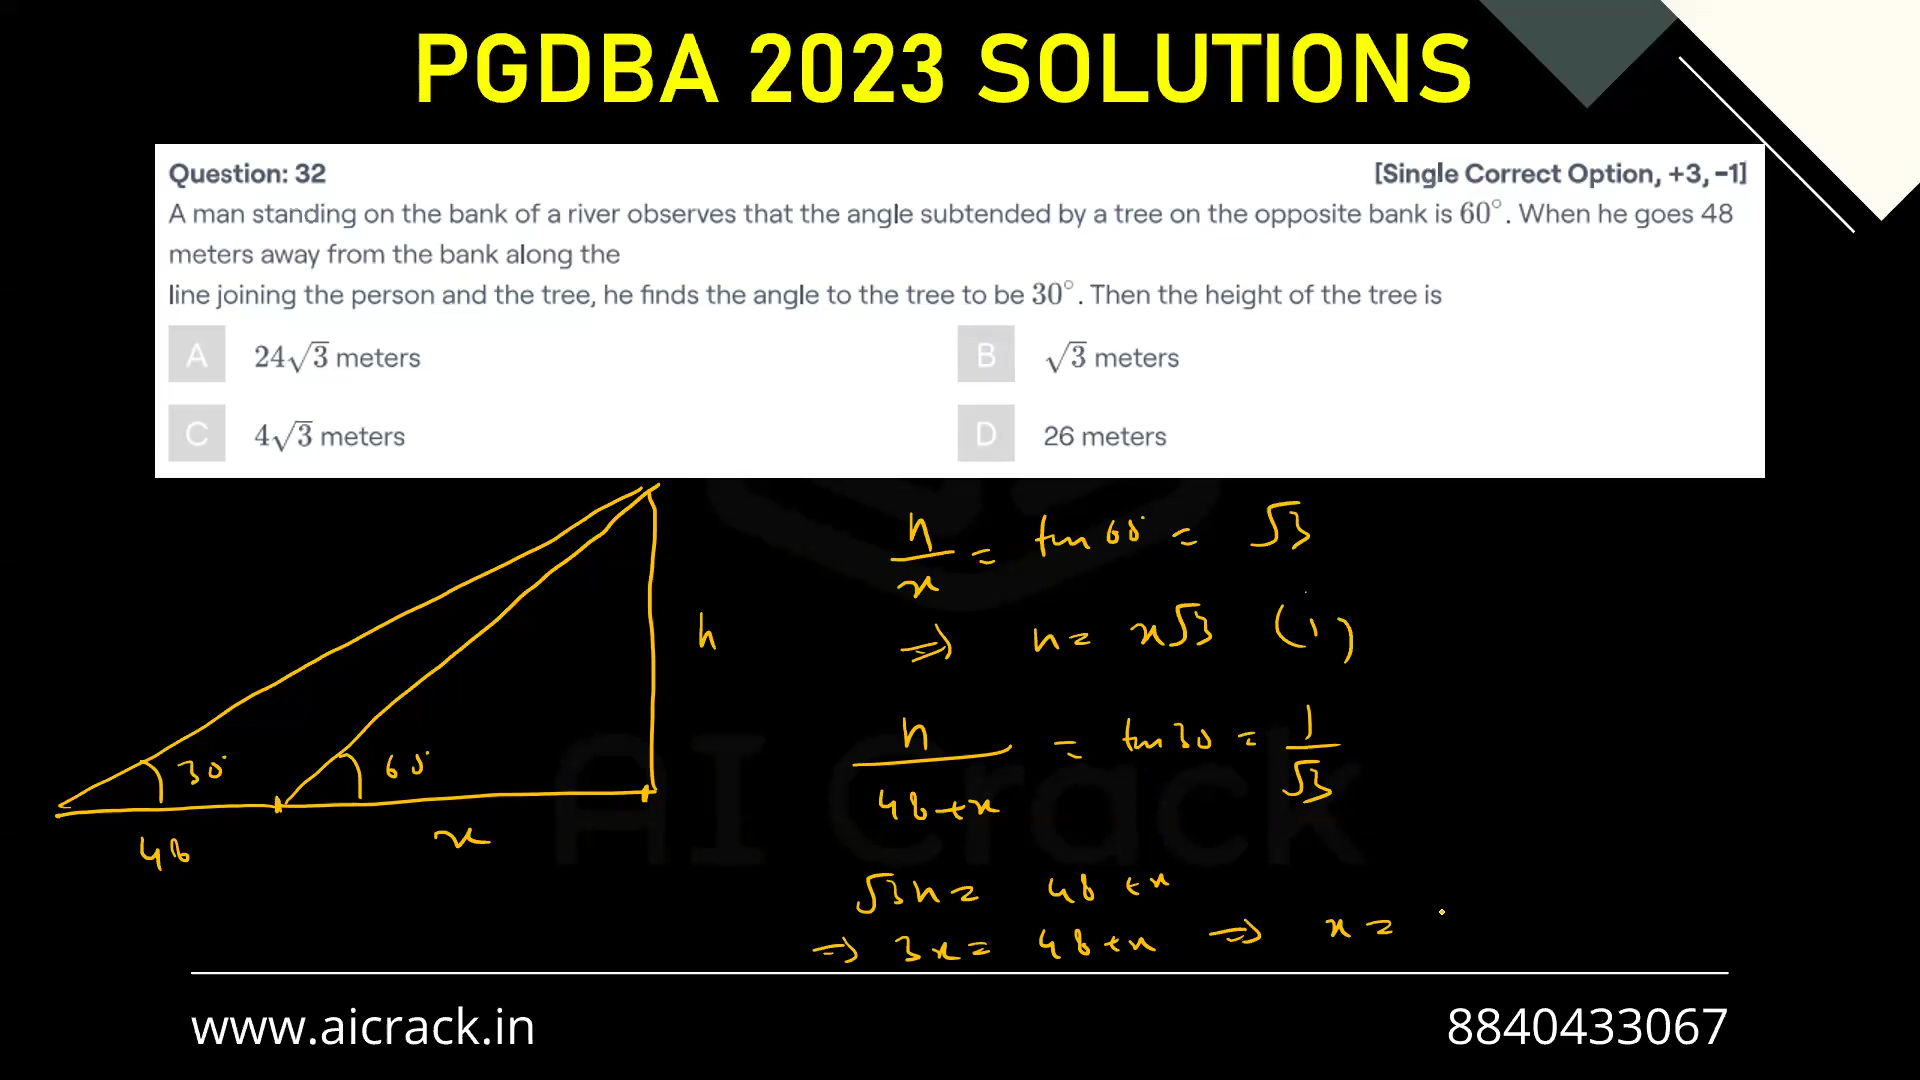 PGDBA 2023 SOLUTIONS
Question: 32 [Single Correct Option, +3, -1]
A man standing on the bank of a river observes that the angle subtended by a tree on the opposite bank is 60°. When he goes 48
meters away from the bank along the
line joining the person and the tree, he finds the angle to the tree to be 30°. Then the height of the tree is
A 24√3 meters
B √3 meters
C 4√3 meters
D 26 meters
h/x = tan 60° = √3
⇒ h = x√3 (i)
h
h/(48+x) = tan 30 = 1/√3
30° 60°
48 x
√3h = 48 + x
⇒ 3x = 48 + x ⇒ x =
AI Crack
www.aicrack.in 8840433067